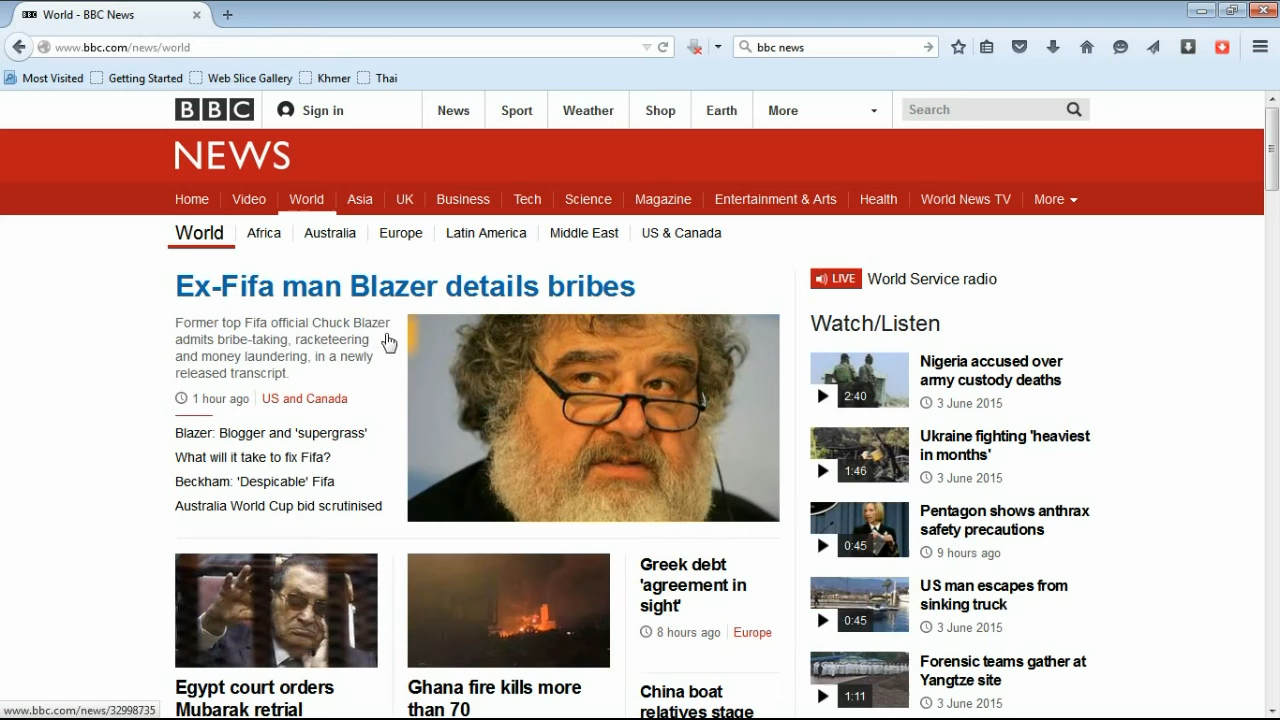 World - BBC News
www.bbc.com/news/world
bbc news
Most Visited
Getting Started
Web Slice Gallery
Khmer
Thai
BBC
Sign in
News
Sport
Weather
Shop
Earth
More
Search
NEWS
Home
Video
World
Asia
UK
Business
Tech
Science
Magazine
Entertainment & Arts
Health
World News TV
More
World
Africa
Australia
Europe
Latin America
Middle East
US & Canada
Ex-Fifa man Blazer details bribes
Former top Fifa official Chuck Blazer
admits bribe-taking, racketeering
and money laundering, in a newly
released transcript.
1 hour ago
US and Canada
Blazer: Blogger and 'supergrass'
What will it take to fix Fifa?
Beckham: 'Despicable' Fifa
Australia World Cup bid scrutinised
Egypt court orders
Mubarak retrial
Ghana fire kills more
than 70
Greek debt
'agreement in
sight'
8 hours ago
Europe
China boat
relatives stage
LIVE
World Service radio
Watch/Listen
2:40
Nigeria accused over
army custody deaths
3 June 2015
1:46
Ukraine fighting 'heaviest
in months'
3 June 2015
0:45
Pentagon shows anthrax
safety precautions
9 hours ago
0:45
US man escapes from
sinking truck
3 June 2015
1:11
Forensic teams gather at
Yangtze site
3 June 2015
www.bbc.com/news/32998735